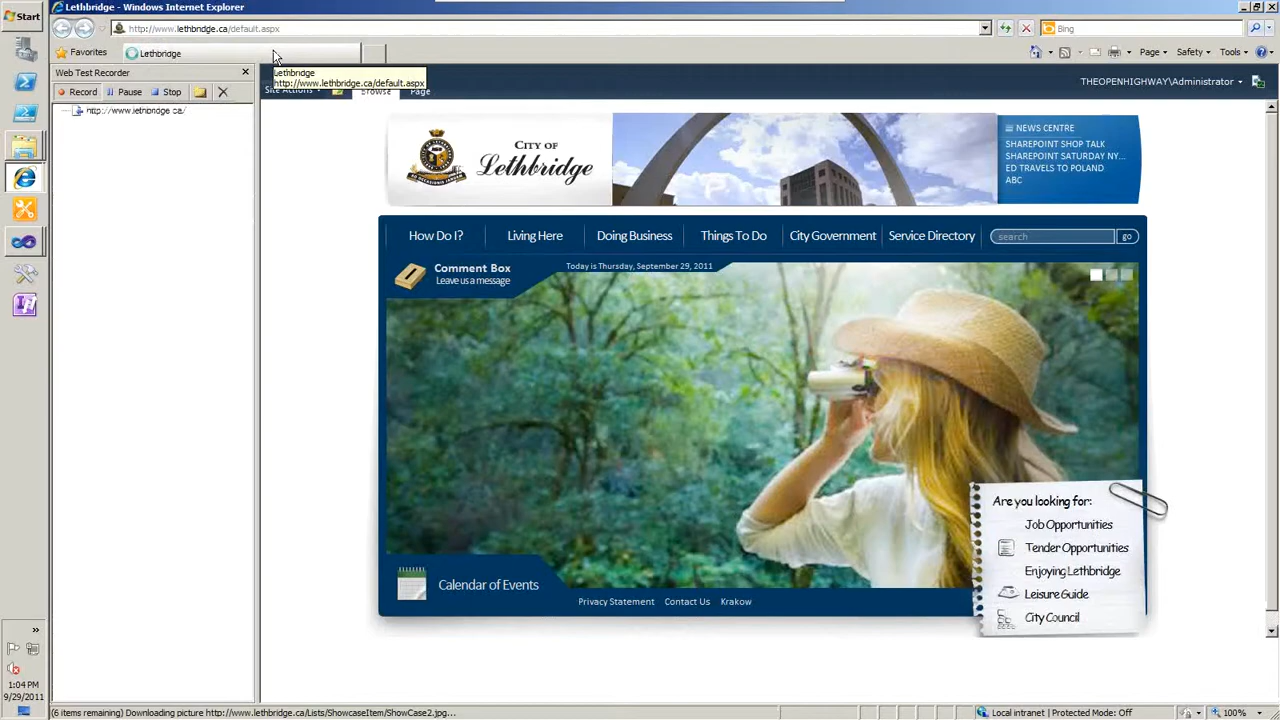 Lethbridge - Windows Internet Explorer
Start
http://www.lethbridge.ca/default.aspx
Bing
Favorites
Lethbridge
Page
Safety
Tools
Web Test Recorder
Lethbridge
http://www.lethbridge.ca/default.aspx
Record
Pause
Stop
http://www.lethbridge.ca/
Site Actions
Browse
Page
THEOPENHIGHWAY\Administrator
CITY OF
Lethbridge
NEWS CENTRE
SHAREPOINT SHOP TALK
SHAREPOINT SATURDAY NY...
ED TRAVELS TO POLAND
ABC
How Do I?
Living Here
Doing Business
Things To Do
City Government
Service Directory
search
go
Comment Box
Leave us a message
Today is Thursday, September 29, 2011
Are you looking for:
Job Opportunities
Tender Opportunities
Enjoying Lethbridge
Leisure Guide
City Council
Calendar of Events
Privacy Statement
Contact Us
Krakow
1:04 PM
9/29/2011
(6 items remaining) Downloading picture http://www.lethbridge.ca/Lists/ShowcaseItem/ShowCase2.jpg...
Local intranet | Protected Mode: Off
100%